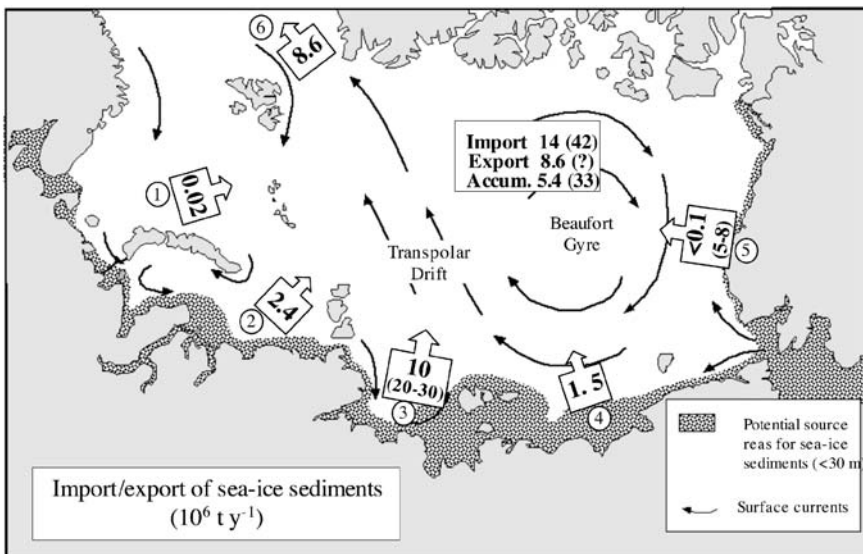 6
8.6
Import 14 (42)
Export 8.6 (?)
Accum. 5.4 (33)
1
0.02
Beaufort
Gyre
<0.1
(5-8)
5
Transpolar
Drift
2.4
2
10
(20-30)
3
1. 5
4
Potential source
reas for sea-ice
sediments (<30 m)
Surface currents
Import/export of sea-ice sediments
(10⁶ t y⁻¹)